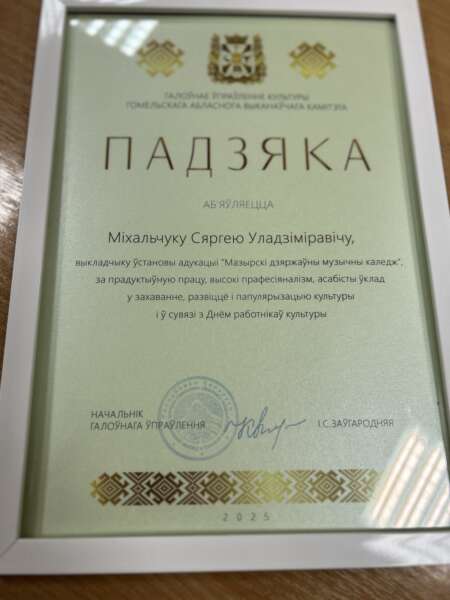 ГАЛОЎНАЕ ЎПРАЎЛЕННЕ КУЛЬТУРЫ
ГОМЕЛЬСКАГА АБЛАСНОГА ВЫКАНАЎЧАГА КАМІТЭТА
ПАДЗЯКА
АБ'ЯЎЛЯЕЦЦА
Міхальчуку Сяргею Уладзіміравічу,
выкладчыку ўстановы адукацыі "Мазырскі дзяржаўны музычны каледж",
за прадуктыўную працу, высокі прафесіяналізм, асабісты ўклад
у захаванне, развіццё і папулярызацыю культуры
і ў сувязі з Днём работнікаў культуры
НАЧАЛЬНІК
ГАЛОЎНАГА ЎПРАЎЛЕННЯ
І.С.ЗАЎГАРОДНЯЯ
2025